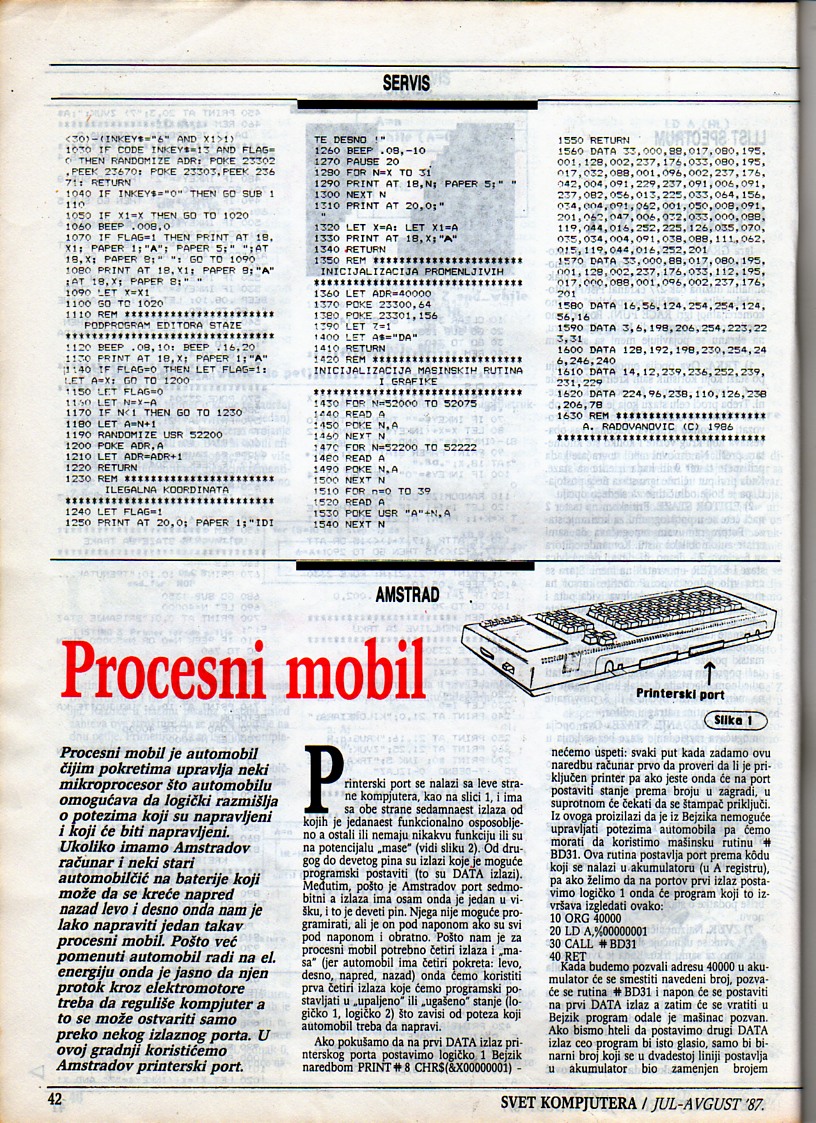 SERVIS
<30)-(INKEY$="6" AND X1>1)
1030 IF CODE INKEY$=13 AND FLAG=
0 THEN RANDOMIZE ADR: POKE 23302
,PEEK 23670: POKE 23303,PEEK 236
71: RETURN
1040 IF INKEY$="0" THEN GO SUB 1
110
1050 IF X1=X THEN GO TO 1020
1060 BEEP .008,0
1070 IF FLAG=1 THEN PRINT AT 18,
X1; PAPER 1;"A"; PAPER 5;" ";AT
18,X; PAPER 8;" ": GO TO 1090
1080 PRINT AT 18,X1; PAPER 8;"A"
;AT 18,X; PAPER 8;" "
1090 LET X=X1
1100 GO TO 1020
1110 REM ******************
PODPROGRAM EDITORA STAZE
*************************
1120 BEEP .08,10: BEEP .16,20
1130 PRINT AT 18,X; PAPER 1;"A"
1140 IF FLAG=0 THEN LET FLAG=1:
LET A=X: GO TO 1200
1150 LET FLAG=0
1160 LET N=X-A
1170 IF N<1 THEN GO TO 1230
1180 LET A=N+1
1190 RANDOMIZE USR 52200
1200 POKE ADR,A
1210 LET ADR=ADR+1
1220 RETURN
1230 REM ******************
ILEGALNA KOORDINATA
*************************
1240 LET FLAG=1
1250 PRINT AT 20,0; PAPER 1;"IDI
TE DESNO !"
1260 BEEP .08,-10
1270 PAUSE 20
1280 FOR N=X TO 31
1290 PRINT AT 18,N; PAPER 5;" "
1300 NEXT N
1310 PRINT AT 20,0;"
"
1320 LET X=A: LET X1=A
1330 PRINT AT 18,X;"A"
1340 RETURN
1350 REM ******************
INICIJALIZACIJA PROMENLJIVIH
*************************
1360 LET ADR=40000
1370 POKE 23300,64
1380 POKE 23301,156
1390 LET Z=1
1400 LET A$="DA"
1410 RETURN
1420 REM ******************
INICIJALIZACIJA MASINSKIH RUTINA
I GRAFIKE
*************************
1430 FOR N=52000 TO 52075
1440 READ A
1450 POKE N,A
1460 NEXT N
1470 FOR N=52200 TO 52222
1480 READ A
1490 POKE N,A
1500 NEXT N
1510 FOR n=0 TO 39
1520 READ A
1530 POKE USR "A"+N,A
1540 NEXT N
1550 RETURN
1560 DATA 33,000,88,017,080,195,
001,128,002,237,176,033,080,195,
017,032,088,001,096,002,237,176,
042,004,091,229,237,091,006,091,
237,082,056,013,225,033,064,156,
034,004,091,062,001,050,008,091,
201,062,047,006,032,033,000,088,
119,044,016,252,225,126,035,070,
035,034,004,091,038,088,111,062,
015,119,044,016,252,201
1570 DATA 33,000,88,017,080,195,
001,128,002,237,176,033,112,195,
017,000,088,001,096,002,237,176,
201
1580 DATA 16,56,124,254,254,124,
56,16
1590 DATA 3,6,198,206,254,223,22
3,31
1600 DATA 128,192,198,230,254,24
6,246,240
1610 DATA 14,12,239,236,252,239,
231,229
1620 DATA 224,96,238,110,126,238
,206,78
1630 REM ******************
A. RADOVANOVIC (C) 1986
*************************
AMSTRAD
Procesni mobil
Printerski port
Slika 1
Procesni mobil je automobil
čijim pokretima upravlja neki
mikroprocesor što automobilu
omogućava da logički razmišlja
o potezima koji su napravljeni
i koji će biti napravljeni.
Ukoliko imamo Amstradov
računar i neki stari
automobilčić na baterije koji
može da se kreće napred
nazad levo i desno onda nam je
lako napraviti jedan takav
procesni mobil. Pošto već
pomenuti automobil radi na el.
energiju onda je jasno da njen
protok kroz elektromotore
treba da reguliše kompjuter a
to se može ostvariti samo
preko nekog izlaznog porta. U
ovoj gradnji koristićemo
Amstradov printerski port.
Printerski port se nalazi sa leve stra-
ne kompjutera, kao na slici 1, i ima
sa obe strane sedamnaest izlaza od
kojih je jedanaest funkcionalno osposoblje-
no a ostali ili nemaju nikakvu funkciju ili su
na potencijalu „mase" (vidi sliku 2). Od dru-
gog do devetog pina su izlazi koje je moguće
programski postaviti (to su DATA izlazi).
Međutim, pošto je Amstradov port sedmo-
bitni a izlaza ima osam onda je jedan u vi-
šku, i to je deveti pin. Njega nije moguće pro-
gramirati, ali je on pod naponom ako su svi
pod naponom i obratno. Pošto nam je za
procesni mobil potrebno četiri izlaza i „ma-
sa" (jer automobil ima četiri pokreta: levo,
desno, napred, nazad) onda ćemo koristiti
prva četiri izlaza koje ćemo programski po-
stavljati u „upaljeno" ili „ugašeno" stanje (lo-
gičko 1, logičko 2) što zavisi od poteza koji
automobil treba da napravi.
Ako pokušamo da na prvi DATA izlaz pri-
nterskog porta postavimo logičko 1 Bejzik
naredbom PRINT # 8 CHR$(&X00000001) -
nećemo uspeti: svaki put kada zadamo ovu
naredbu računar prvo da proveri da li je pri-
ključen printer pa ako jeste onda će na port
postaviti stanje prema broju u zagradi, u
suprotnom će čekati da se štampač priključi.
Iz ovoga proizilazi da je iz Bejzika nemoguće
upravljati potezima automobila pa ćemo
morati da koristimo mašinsku rutinu #
BD31. Ova rutina postavlja port prema kôdu
koji se nalazi u akumulatoru (u A registru),
pa ako želimo da na portov prvi izlaz posta-
vimo logičko 1 onda će program koji to iz-
vršava izgledati ovako:
10 ORG 40000
20 LD A,%00000001
30 CALL # BD31
40 RET
Kada budemo pozvali adresu 40000 u aku-
mulator će se smestiti navedeni broj, pozva-
će se rutina # BD31 i napon će se postaviti
na prvi DATA izlaz a zatim će se vratiti u
Bejzik program odale je mašinac pozvan.
Ako bismo hteli da postavimo drugi DATA
izlaz ceo program bi isto glasio, samo bi bi-
narni broj koji se u dvadestoj liniji postavlja
u akumulator bio zamenjen brojem
42
SVET KOMPJUTERA / JUL-AVGUST '87.